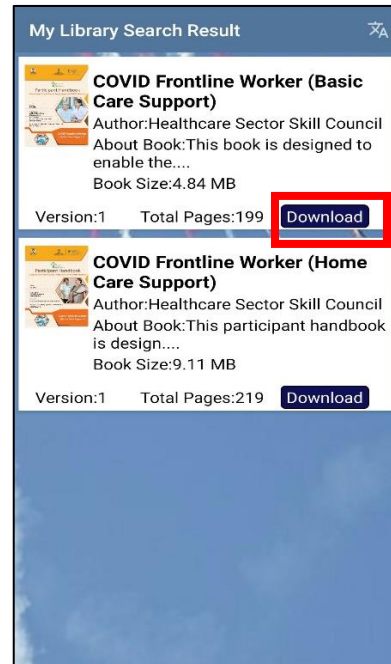 My Library Search Result
COVID Frontline Worker (Basic
Care Support)
Author:Healthcare Sector Skill Council
About Book:This book is designed to
enable the....
Book Size:4.84 MB
Version:1 Total Pages:199 Download
COVID Frontline Worker (Home
Care Support)
Author:Healthcare Sector Skill Council
About Book:This participant handbook
is design....
Book Size:9.11 MB
Version:1 Total Pages:219 Download